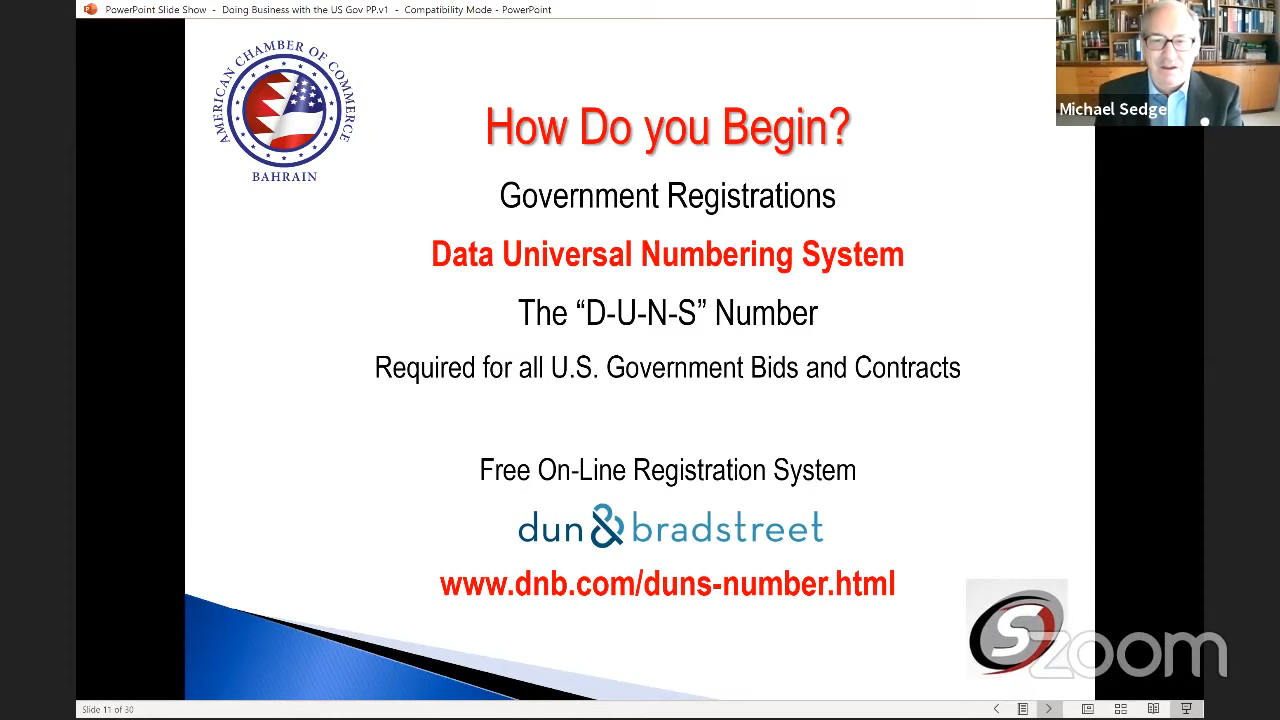 PowerPoint Slide Show - Doing Business with the US Gov PP.v1 - Compatibility Mode - PowerPoint
AMERICAN CHAMBER OF COMMERCE
BAHRAIN
Michael Sedge
How Do you Begin?
Government Registrations
Data Universal Numbering System
The “D-U-N-S” Number
Required for all U.S. Government Bids and Contracts
Free On-Line Registration System
dun & bradstreet
www.dnb.com/duns-number.html
S
zoom
Slide 11 of 30